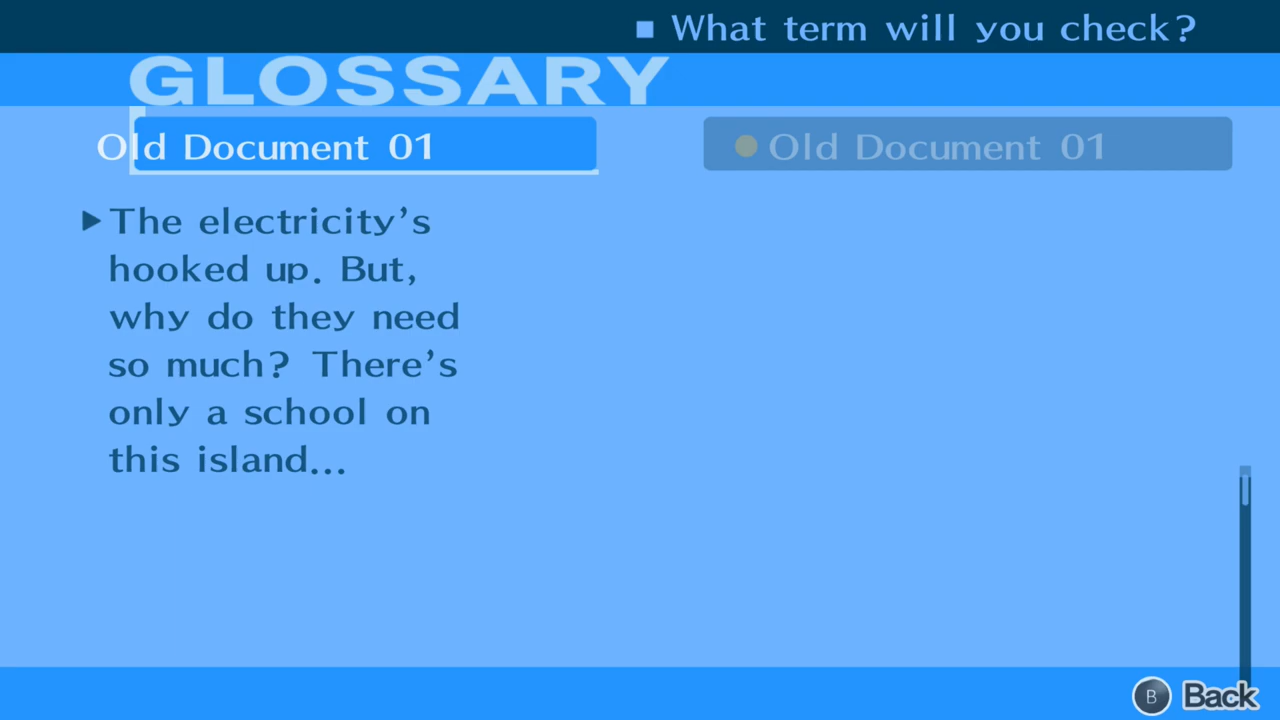 ■ What term will you check?
GLOSSARY
Old Document 01
● Old Document 01
▶ The electricity's
hooked up. But,
why do they need
so much? There's
only a school on
this island...
B Back